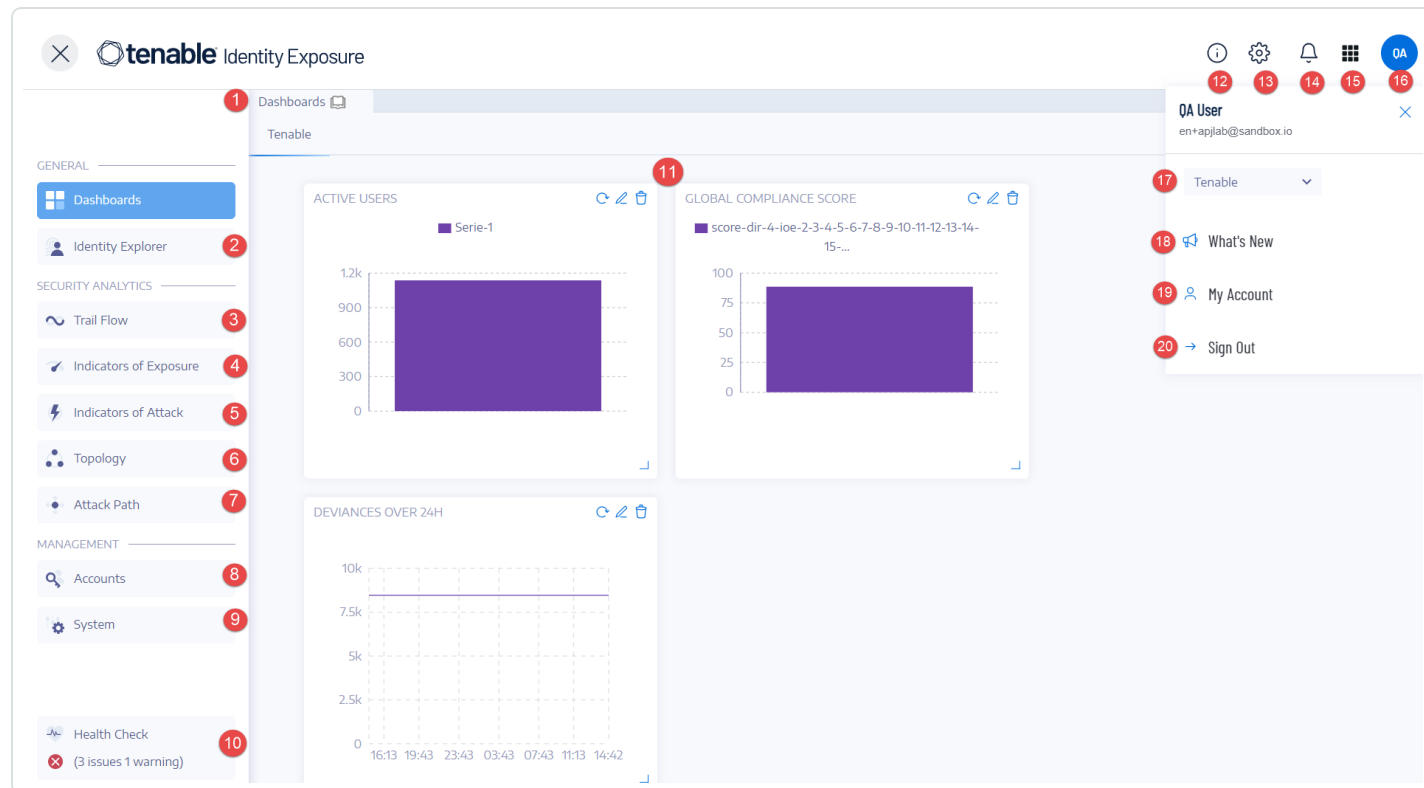 tenable Identity Exposure
12 13 14 15 16
QA
1 Dashboards
Tenable
GENERAL
Dashboards
Identity Explorer 2
SECURITY ANALYTICS
Trail Flow 3
Indicators of Exposure 4
Indicators of Attack 5
Topology 6
Attack Path 7
MANAGEMENT
Accounts 8
System 9
Health Check
(3 issues 1 warning) 10
11
ACTIVE USERS
Serie-1
1.2k
900
600
300
0
GLOBAL COMPLIANCE SCORE
score-dir-4-ioe-2-3-4-5-6-7-8-9-10-11-12-13-14-
15-...
100
75
50
25
0
DEVIANCES OVER 24H
10k
7.5k
5k
2.5k
0
16:13 19:43 23:43 03:43 07:43 11:13 14:42
QA User
en+apjlab@sandbox.io
17 Tenable
18 What's New
19 My Account
20 Sign Out